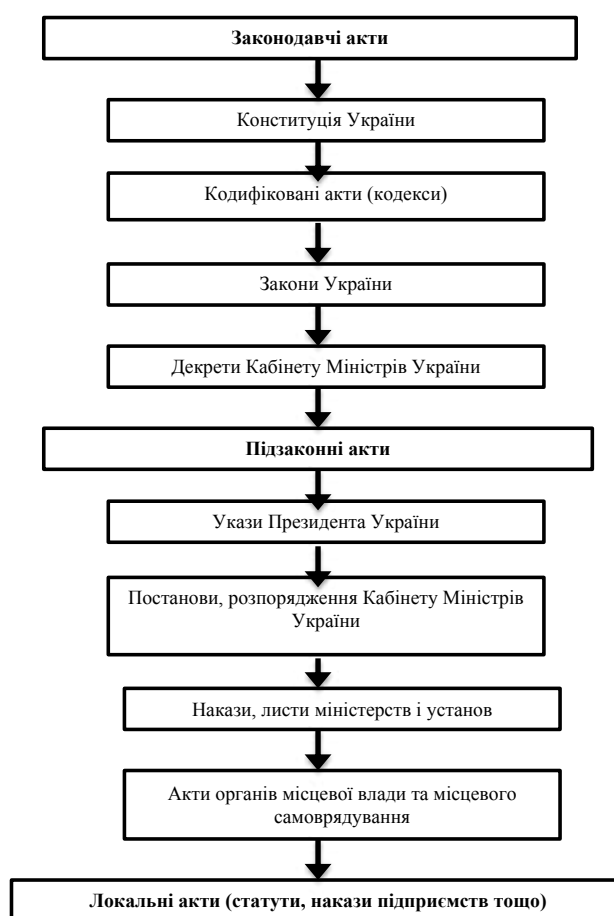 Законодавчі акти
Конституція України
Кодифіковані акти (кодекси)
Закони України
Декрети Кабінету Міністрів України
Підзаконні акти
Укази Президента України
Постанови, розпорядження Кабінету Міністрів
України
Накази, листи міністерств і установ
Акти органів місцевої влади та місцевого
самоврядування
Локальні акти (статути, накази підприємств тощо)